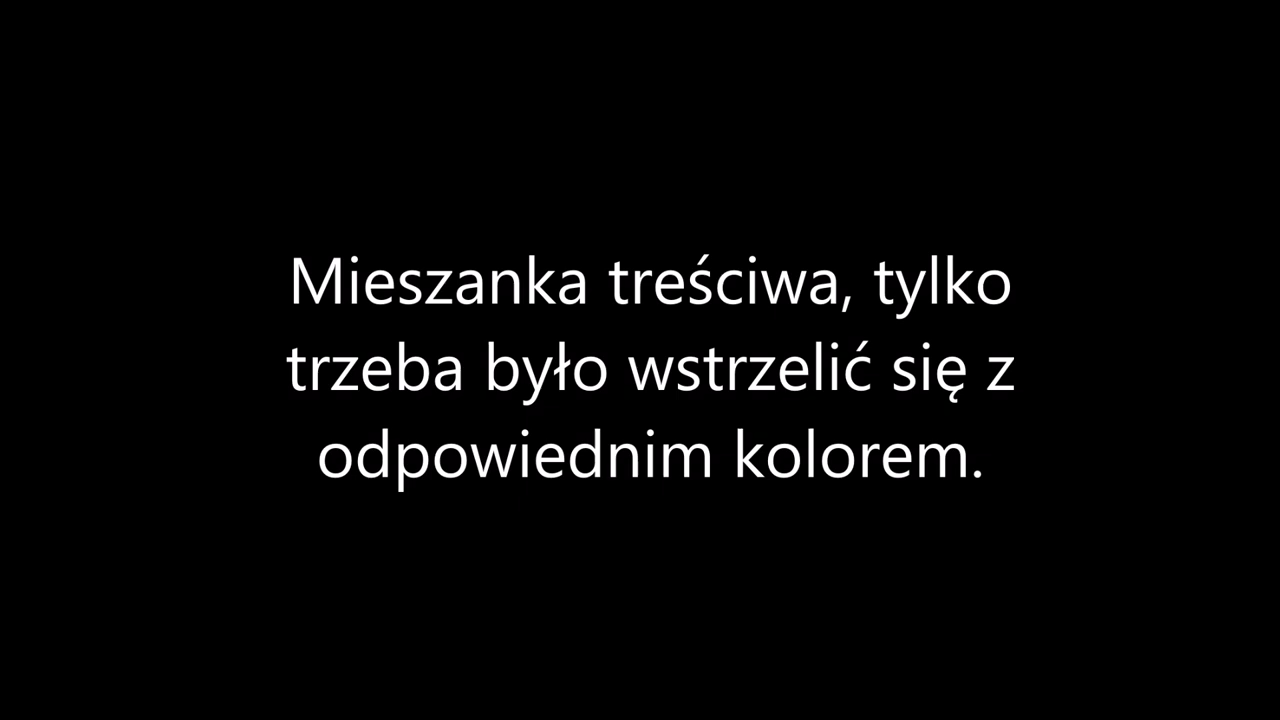 Mieszanka treściwa, tylko
trzeba było wstrzelić się z
odpowiednim kolorem.